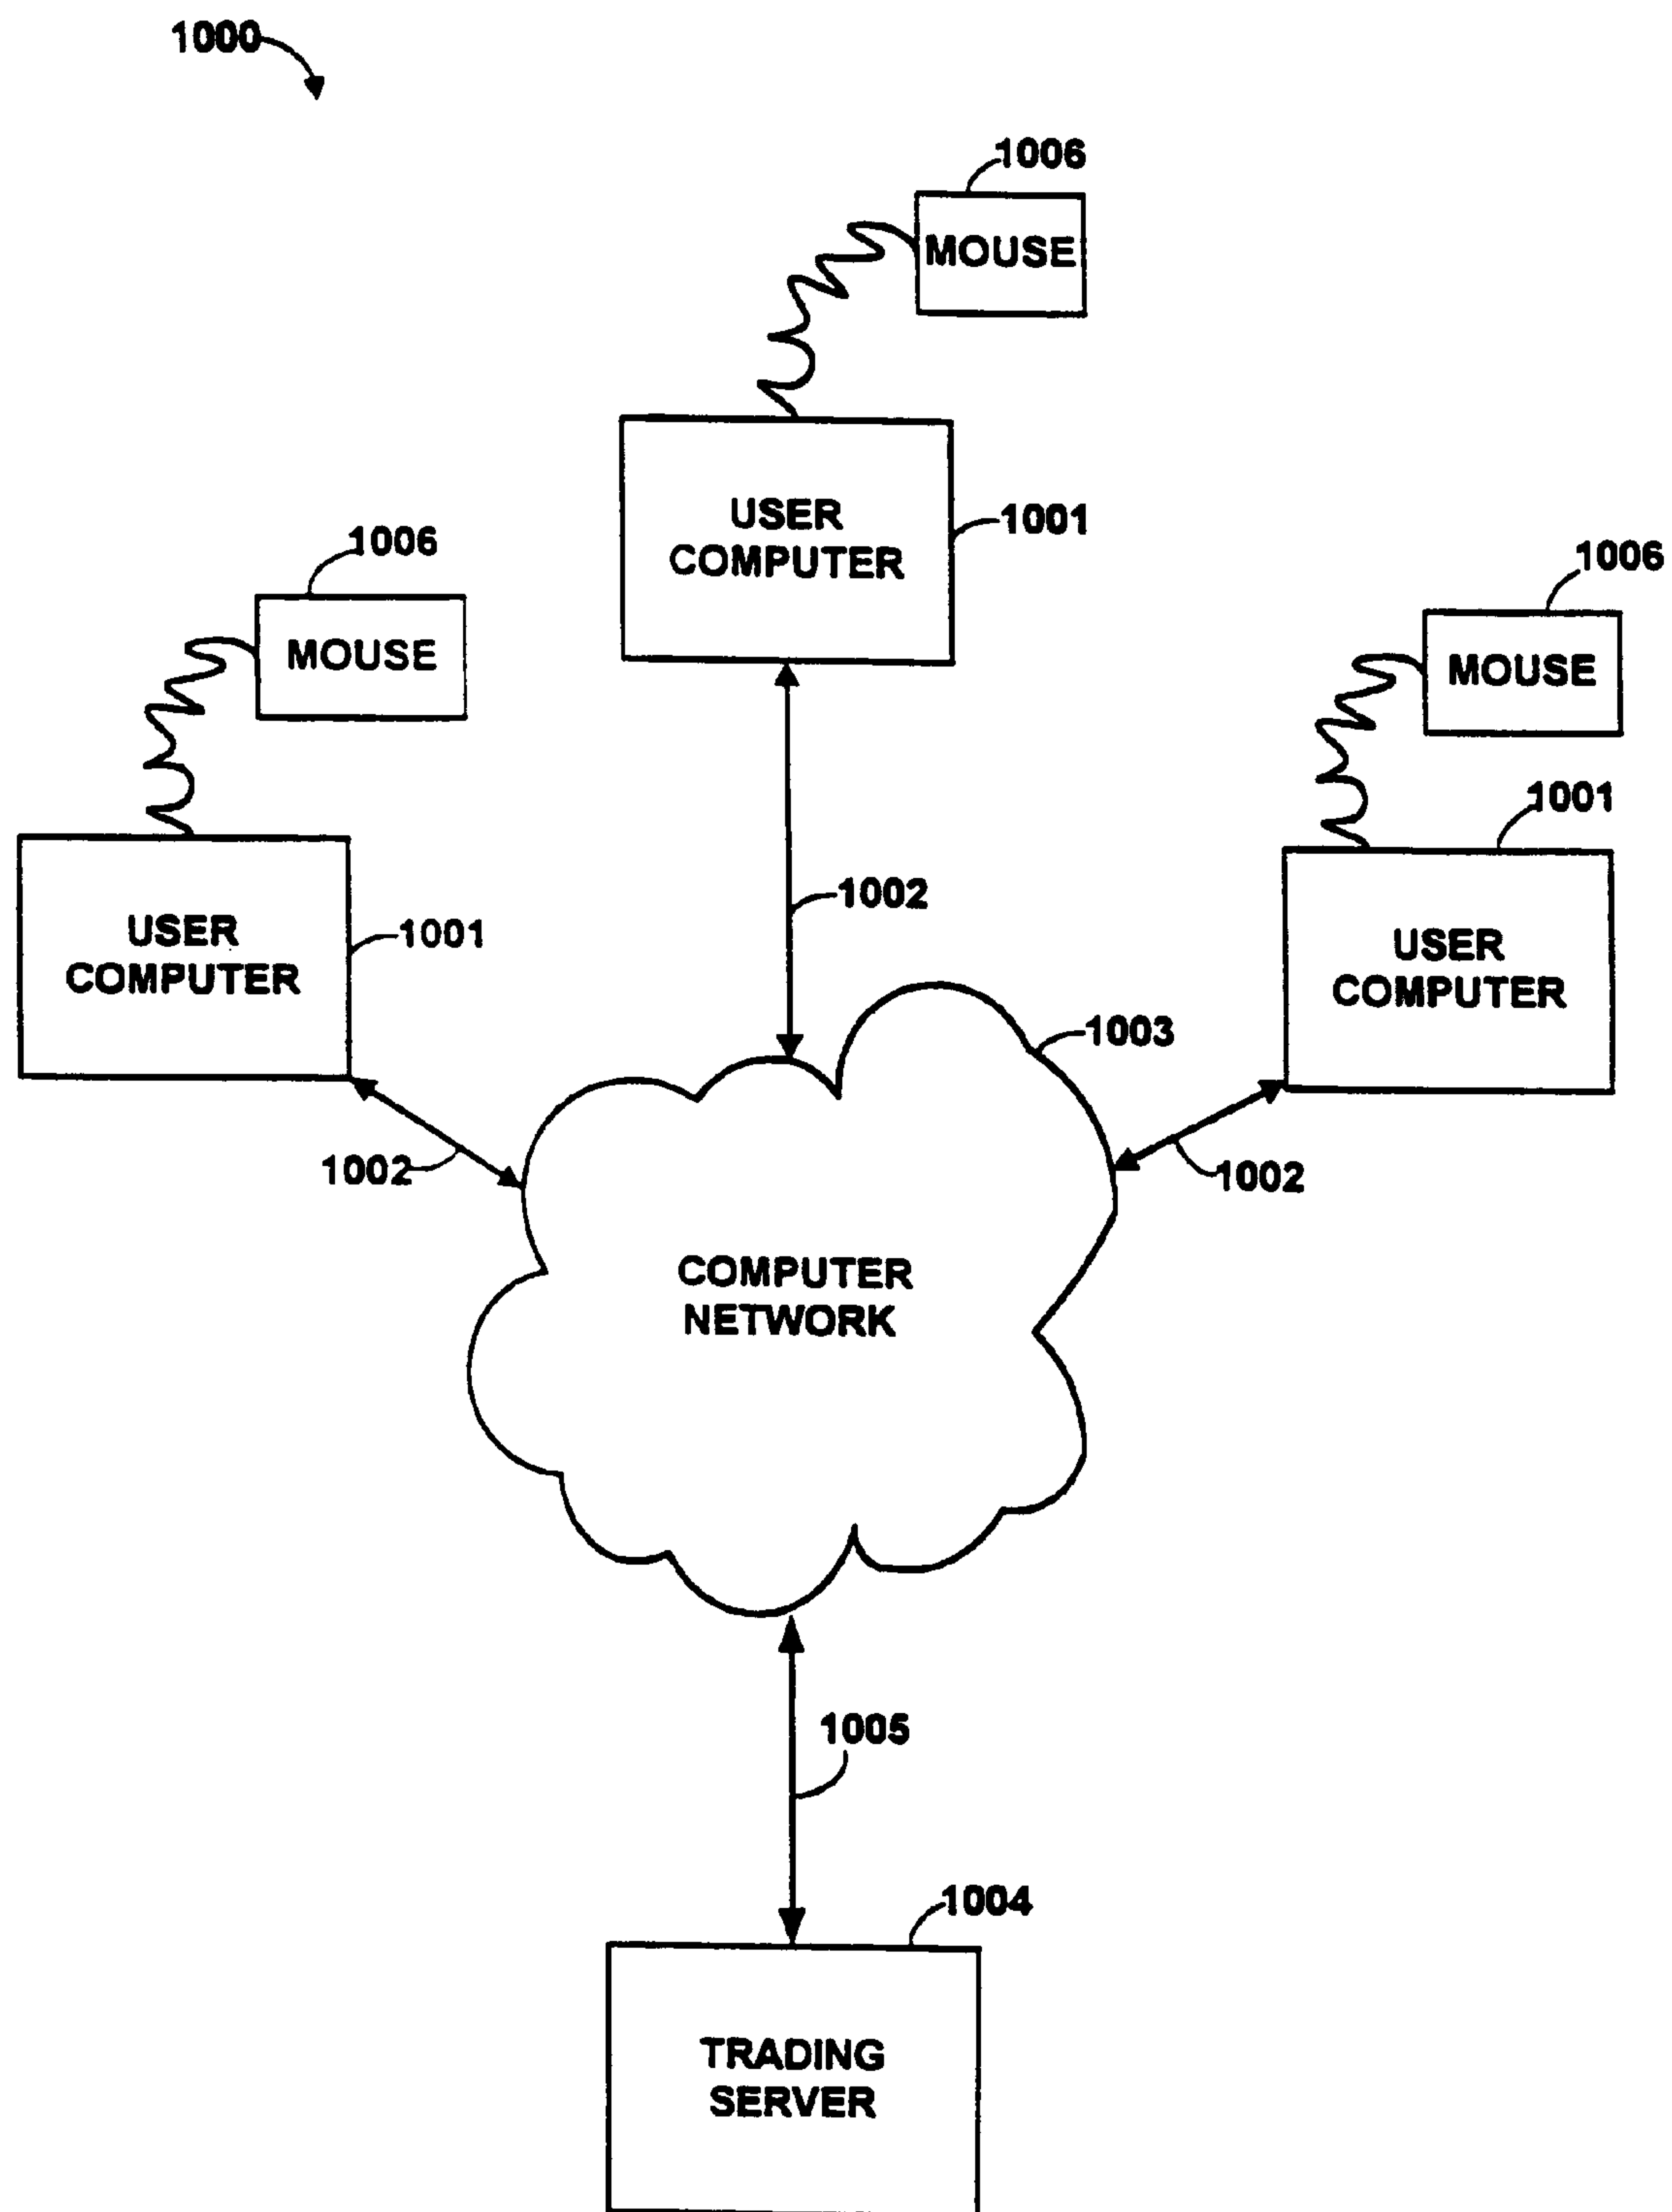 1000
1006
MOUSE
USER
COMPUTER
1001
1006
MOUSE
1006
MOUSE
1001
USER
COMPUTER
1001
1002
USER
COMPUTER
1003
1002
1002
COMPUTER
NETWORK
1005
1004
TRADING
SERVER